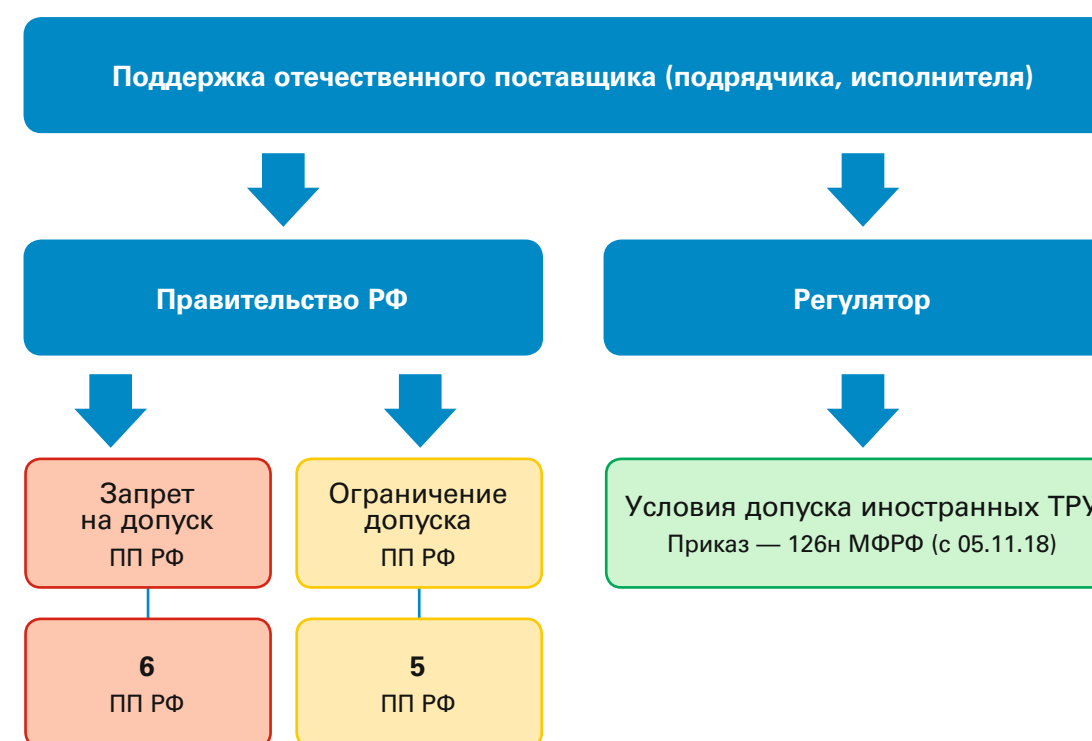 Поддержка отечественного поставщика (подрядчика, исполнителя)
Правительство РФ
Регулятор
Запрет
на допуск
ПП РФ
Ограничение
допуска
ПП РФ
Условия допуска иностранных ТРУ
Приказ — 126н МФРФ (с 05.11.18)
6
ПП РФ
5
ПП РФ